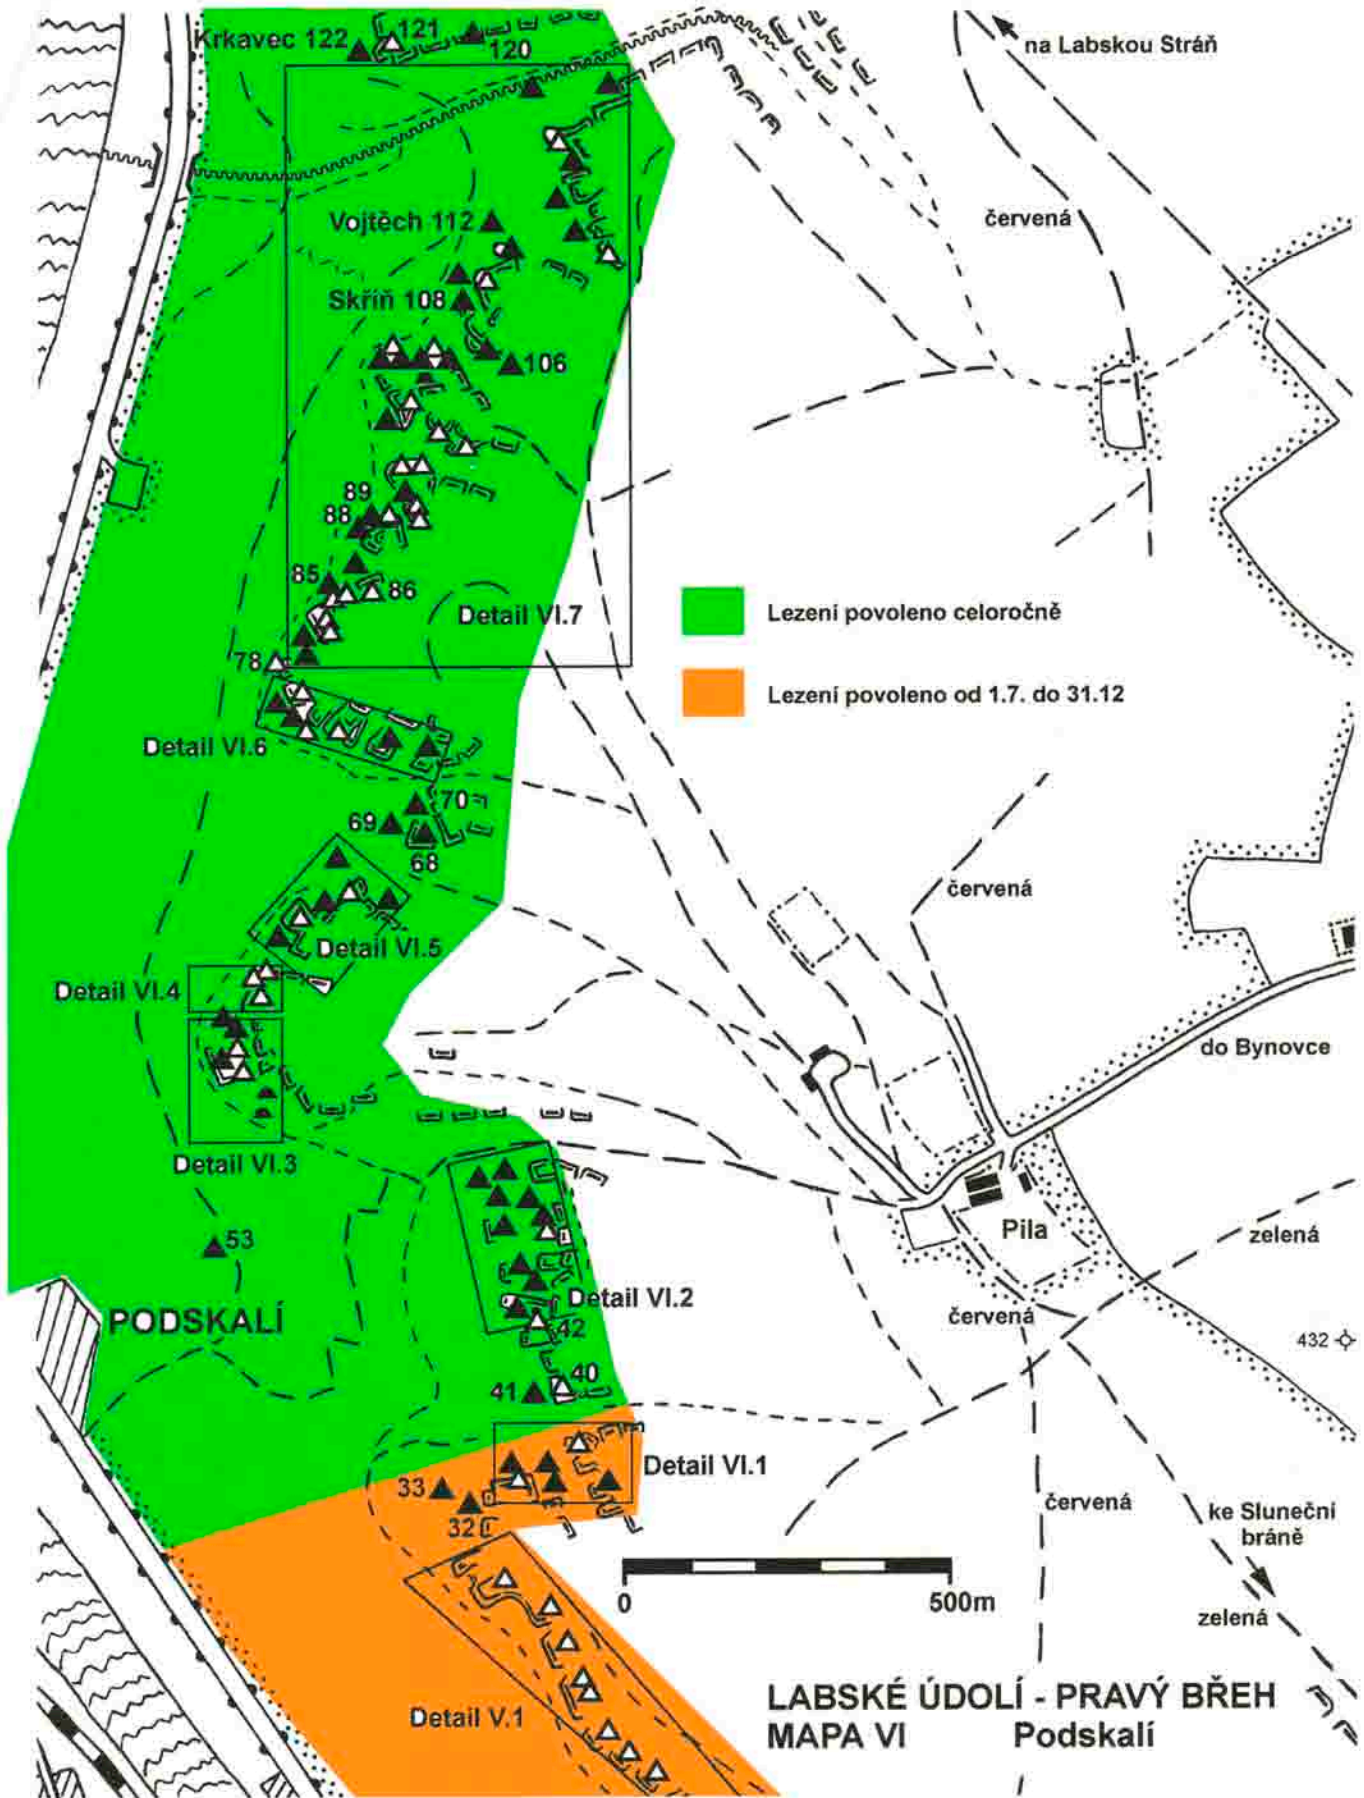 Krkavec 122
121
120
na Labskou Stráň
červená
Vojtěch 112
Skříň 108
106
89
88
85
86
Detail VI.7
Lezení povoleno celoročně
Lezení povoleno od 1.7. do 31.12
78
Detail VI.6
70
69
68
červená
Detail VI.5
Detail VI.4
do Bynovce
Detail VI.3
53
Pila
zelená
Detail VI.2
PODSKALÍ
42
červená
432
41
40
Detail VI.1
33
32
červená
ke Sluneční
bráně
0
500m
zelená
Detail V.1
LABSKÉ ÚDOLÍ - PRAVÝ BŘEH
MAPA VI Podskalí